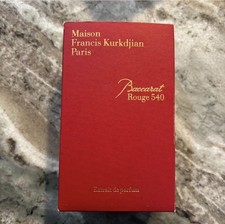 Maison
Francis Kurkdjian
Paris
Baccarat
Rouge 540
Extrait de parfum